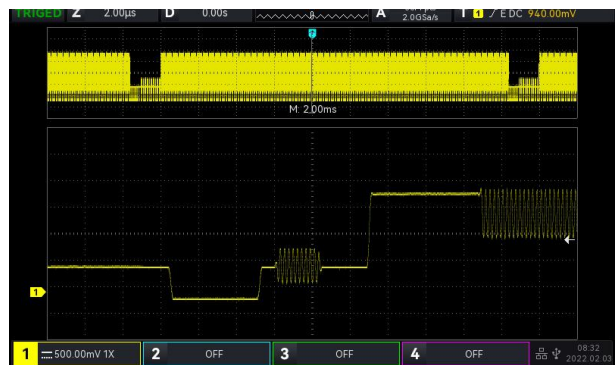 TRIGED Z 2.00μs D 0.00s A 2.0GSa/s T 1 E DC 940.00mV
M: 2.00ms
1
1 500.00mV 1X 2 OFF 3 OFF 4 OFF 08:32
2022.02.03